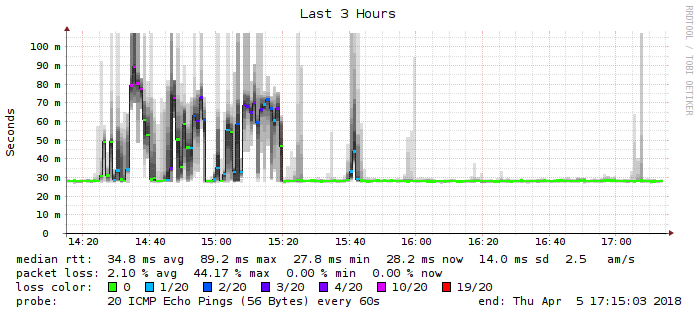 Last 3 Hours
RRDTOOL / TOBI OETIKER
Seconds
100 m
90 m
80 m
70 m
60 m
50 m
40 m
30 m
20 m
10 m
0
14:20 14:40 15:00 15:20 15:40 16:00 16:20 16:40 17:00
median rtt: 34.8 ms avg 89.2 ms max 27.8 ms min 28.2 ms now 14.0 ms sd 2.5 am/s
packet loss: 2.10 % avg 44.17 % max 0.00 % min 0.00 % now
loss color: 0 1/20 2/20 3/20 4/20 10/20 19/20
probe: 20 ICMP Echo Pings (56 Bytes) every 60s end: Thu Apr 5 17:15:03 2018